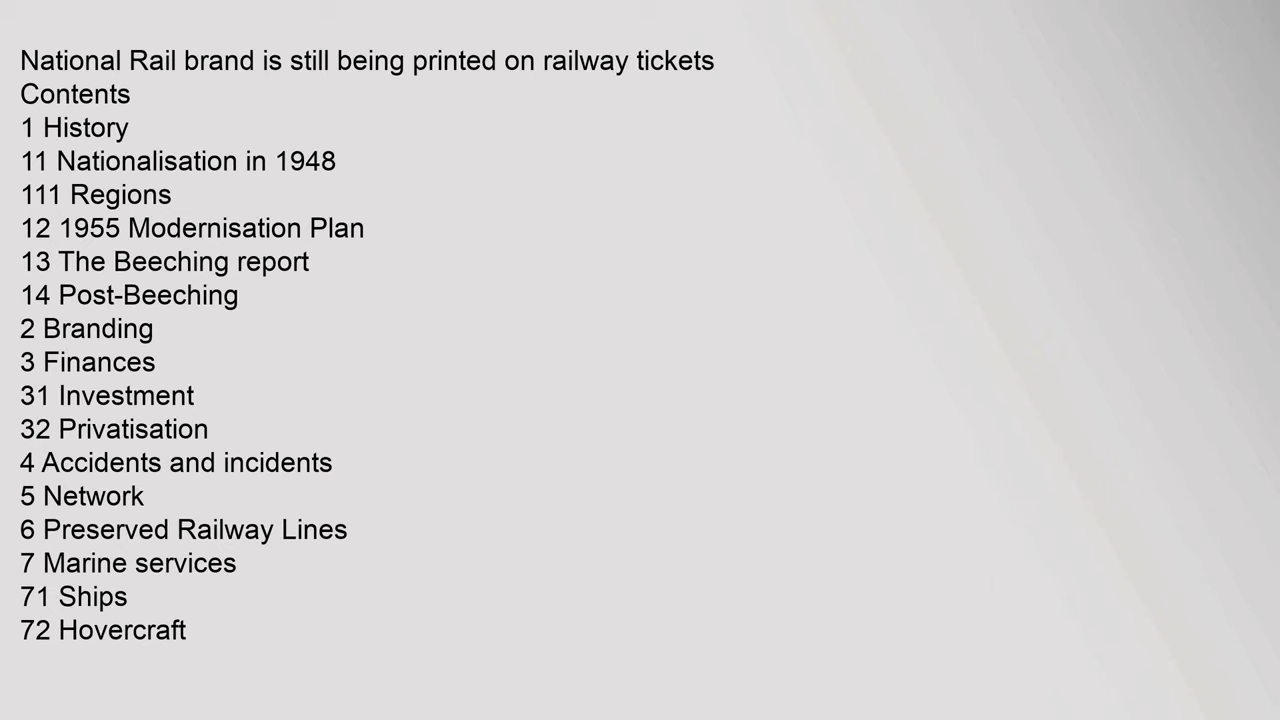 National Rail brand is still being printed on railway tickets
Contents
1 History
11 Nationalisation in 1948
111 Regions
12 1955 Modernisation Plan
13 The Beeching report
14 Post-Beeching
2 Branding
3 Finances
31 Investment
32 Privatisation
4 Accidents and incidents
5 Network
6 Preserved Railway Lines
7 Marine services
71 Ships
72 Hovercraft